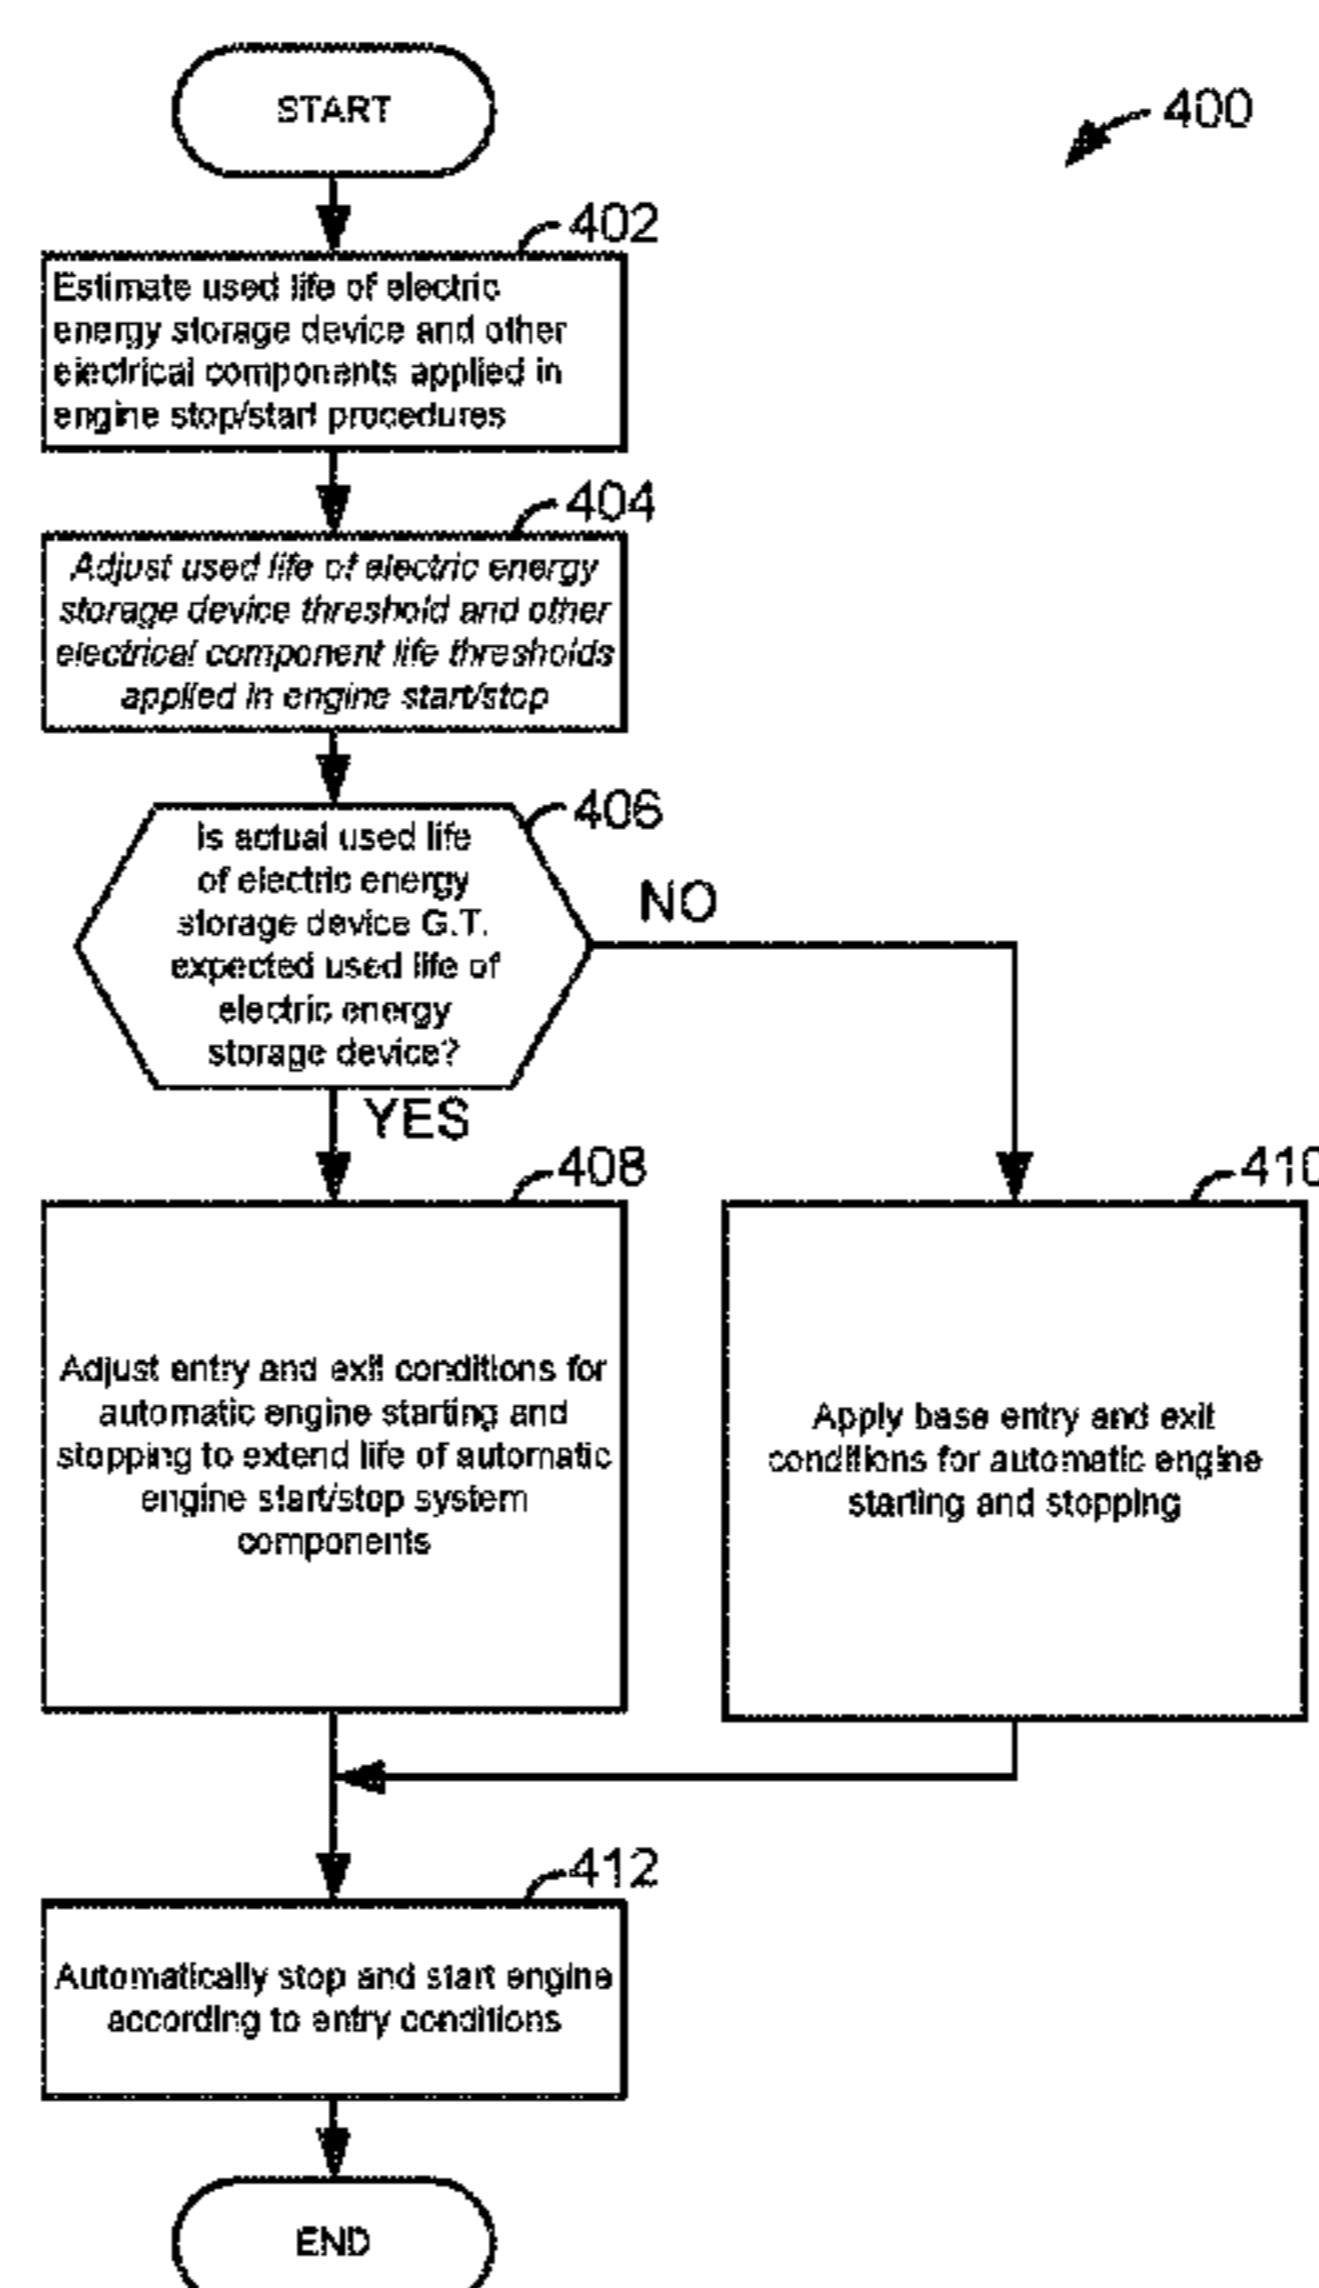 START
400
402
Estimate used life of electric
energy storage device and other
electrical components applied in
engine stop/start procedures
404
Adjust used life of electric energy
storage device threshold and other
electrical component life thresholds
applied in engine start/stop
406
Is actual used life
of electric energy
storage device G.T.
expected used life of
electric energy
storage device?
NO
YES
408
Adjust entry and exit conditions for
automatic engine starting and
stopping to extend life of automatic
engine start/stop system
components
410
Apply base entry and exit
conditions for automatic engine
starting and stopping
412
Automatically stop and start engine
according to entry conditions
END